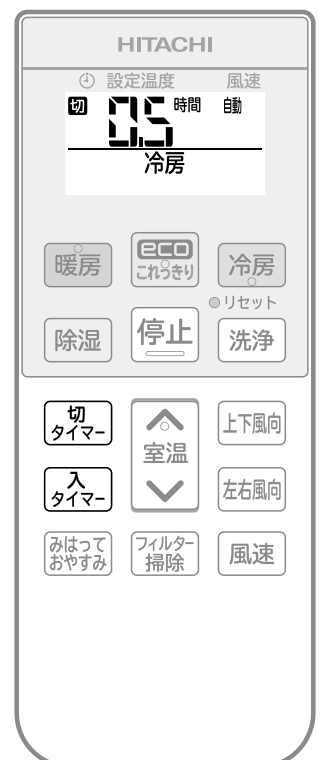 HITACHI
設定温度 風速
切 0.5 時間 自動
冷房
暖房 eco これっきり 冷房
リセット
除湿 停止 洗浄
切タイマー 室温 上下風向
入タイマー 左右風向
みはっておやすみ フィルター掃除 風速